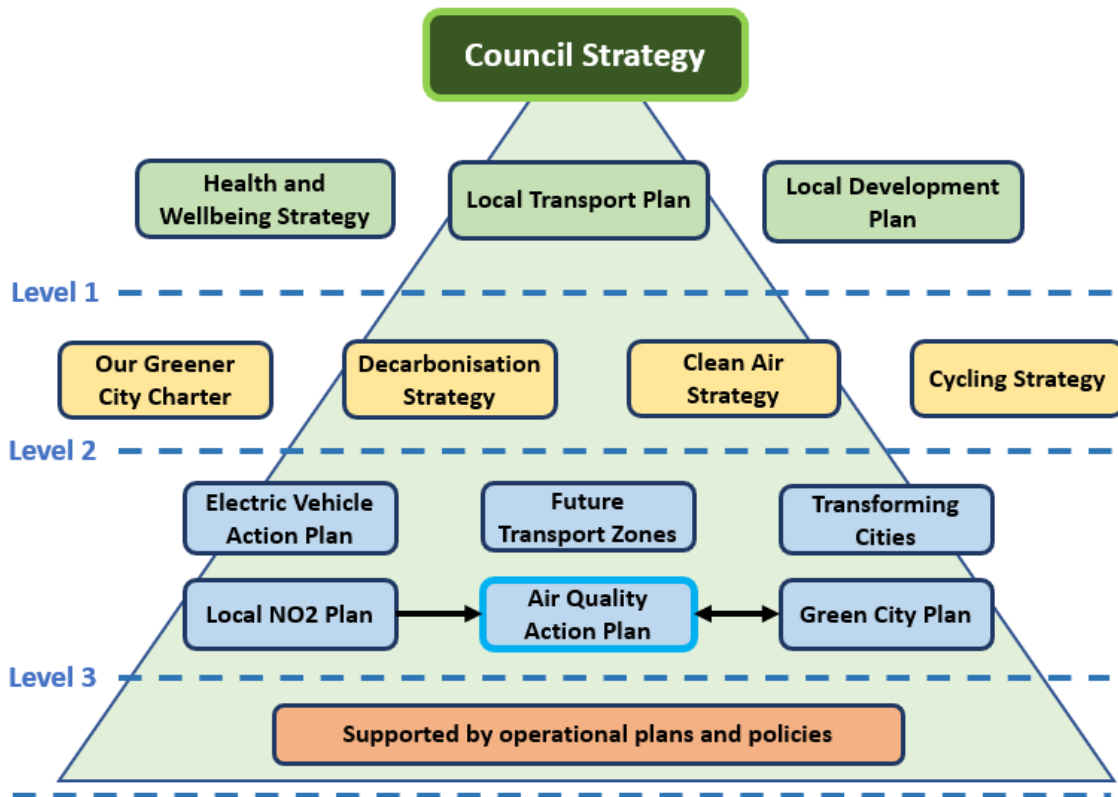 Council Strategy
Health and
Wellbeing Strategy
Local Transport Plan
Local Development
Plan
Level 1
Our Greener
City Charter
Decarbonisation
Strategy
Clean Air
Strategy
Cycling Strategy
Level 2
Electric Vehicle
Action Plan
Future
Transport Zones
Transforming
Cities
Local NO2 Plan
Air Quality
Action Plan
Green City Plan
Level 3
Supported by operational plans and policies